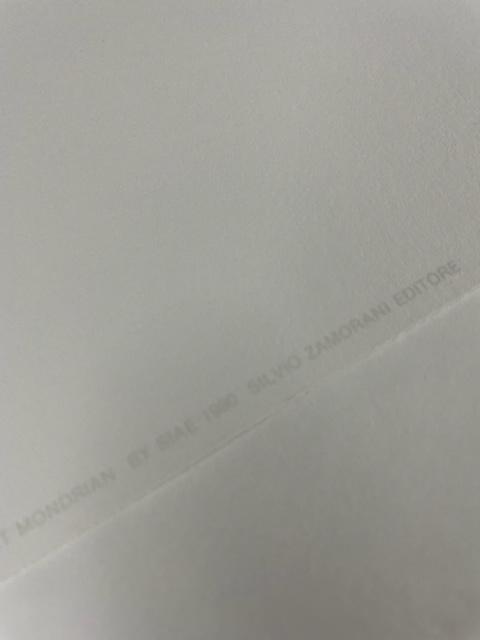 T MONDRIAN BY SIAE 1990 SILVIO ZAMORANI EDITORE